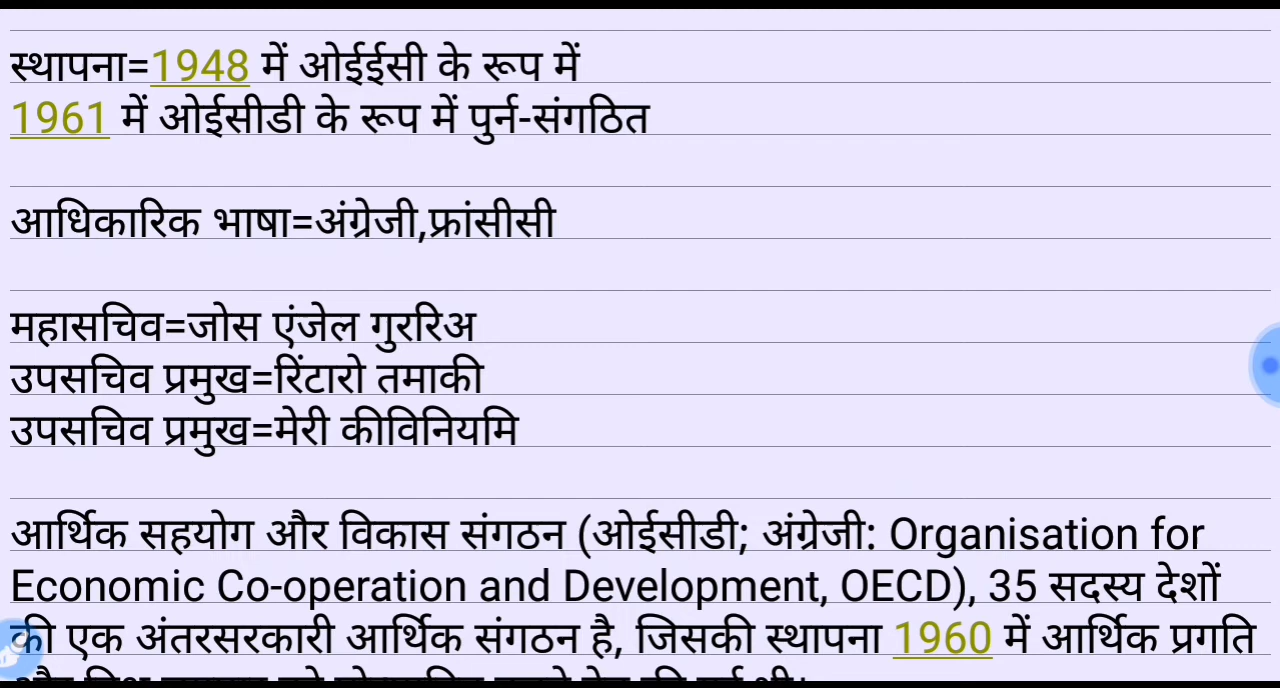 स्थापना=1948 में ओईईसी के रूप में
1961 में ओईसीडी के रूप में पुर्न-संगठित
आधिकारिक भाषा=अंग्रेजी,फ्रांसीसी
महासचिव=जोस एंजेल गुररिअ
उपसचिव प्रमुख=रिंटारो तमाकी
उपसचिव प्रमुख=मेरी कीविनियमि
आर्थिक सहयोग और विकास संगठन (ओईसीडी; अंग्रेजी: Organisation for
Economic Co-operation and Development, OECD), 35 सदस्य देशों
की एक अंतरसरकारी आर्थिक संगठन है, जिसकी स्थापना 1960 में आर्थिक प्रगति